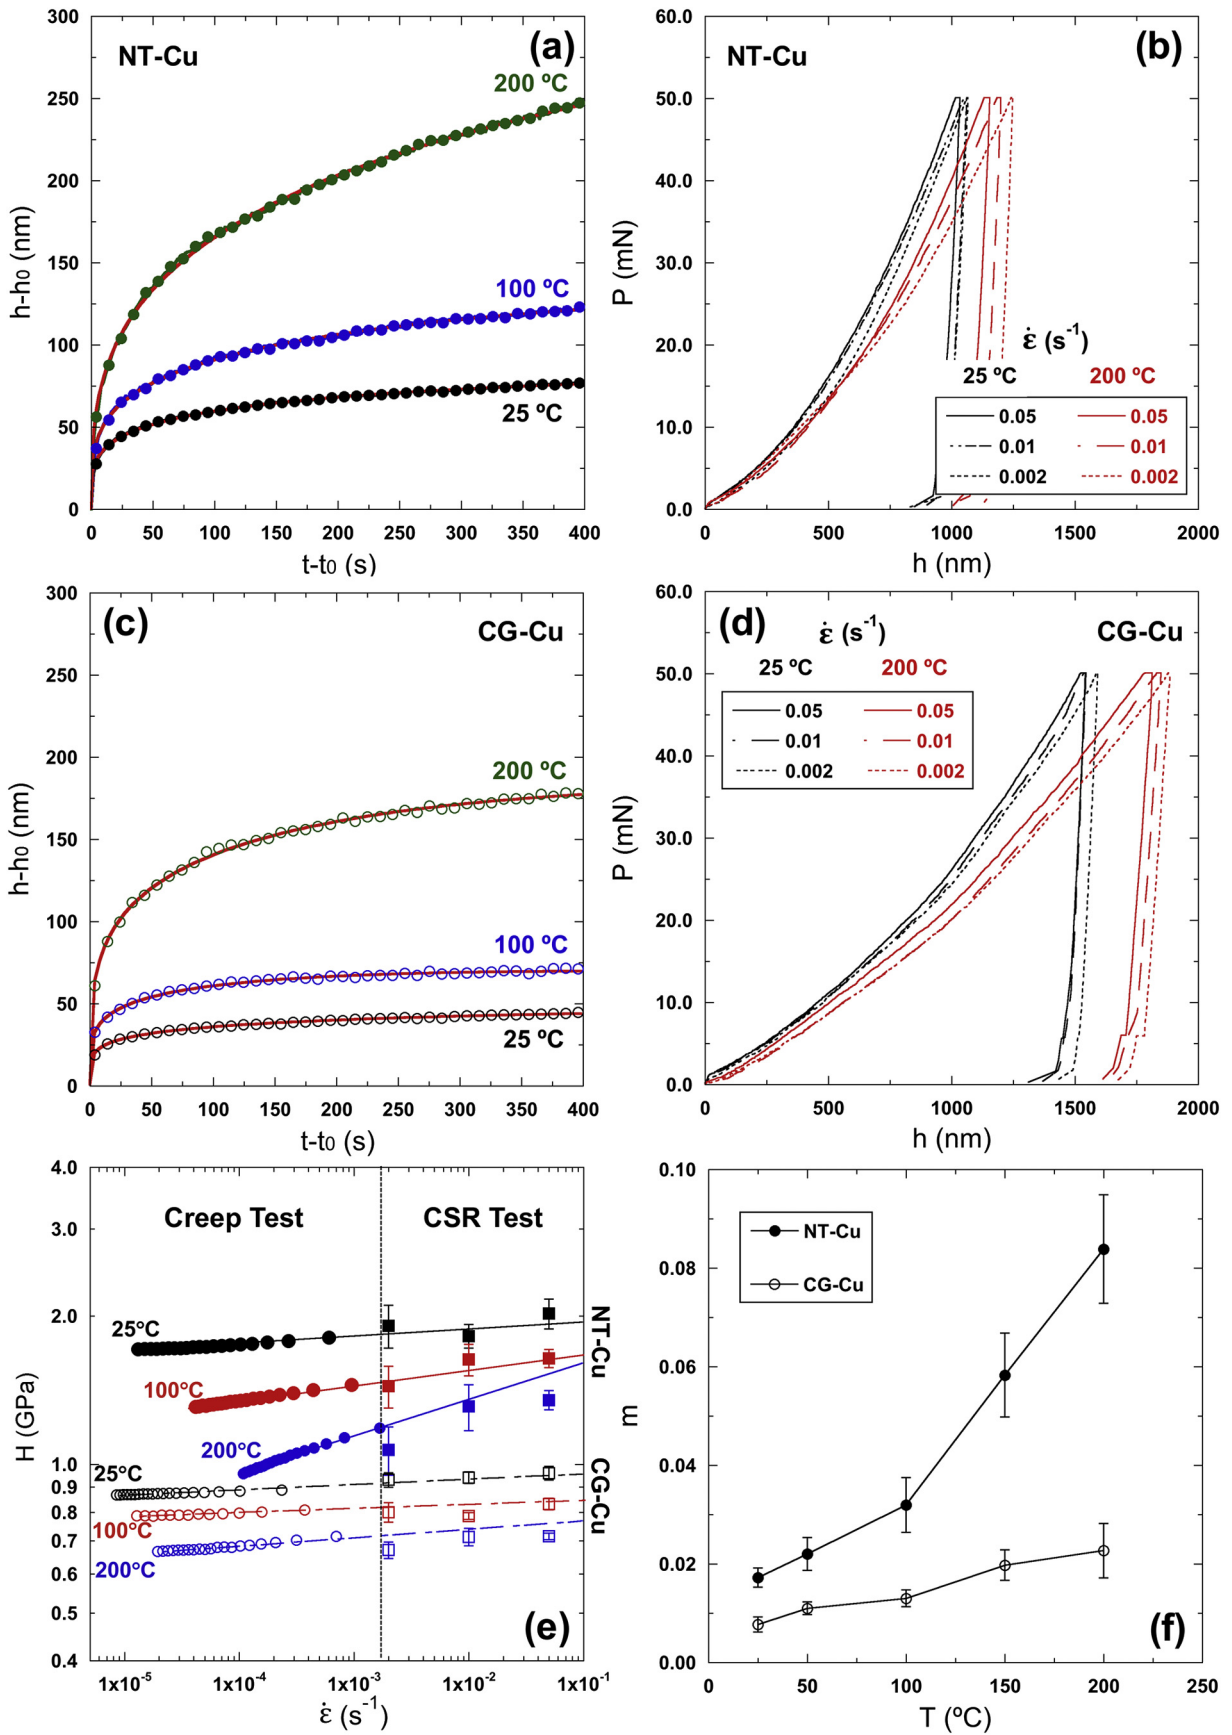 300
250
200
150
100
50
0
h-h0 (nm)
NT-Cu
(a)
200 ºC
100 ºC
25 ºC
0 50 100 150 200 250 300 350 400
t-t0 (s)
60.0
50.0
40.0
30.0
20.0
10.0
0.0
P (mN)
NT-Cu
(b)
ε̇ (s-1)
25 ºC 200 ºC
0.05 0.05
0.01 0.01
0.002 0.002
0 500 1000 1500 2000
h (nm)
300
250
200
150
100
50
0
h-h0 (nm)
(c)
CG-Cu
200 ºC
100 ºC
25 ºC
0 50 100 150 200 250 300 350 400
t-t0 (s)
60.0
50.0
40.0
30.0
20.0
10.0
0.0
P (mN)
(d)
ε̇ (s-1)
CG-Cu
25 ºC 200 ºC
0.05 0.05
0.01 0.01
0.002 0.002
0 500 1000 1500 2000
h (nm)
4.0
3.0
2.0
1.0
0.9
0.8
0.7
0.6
0.5
0.4
H (GPa)
Creep Test CSR Test
25°C
100°C
200°C
25°C
100°C
200°C
NT-Cu
CG-Cu
(e)
1x10-5 1x10-4 1x10-3 1x10-2 1x10-1
ε̇ (s-1)
0.10
0.08
0.06
0.04
0.02
0.00
m
NT-Cu
CG-Cu
(f)
0 50 100 150 200 250
T (ºC)